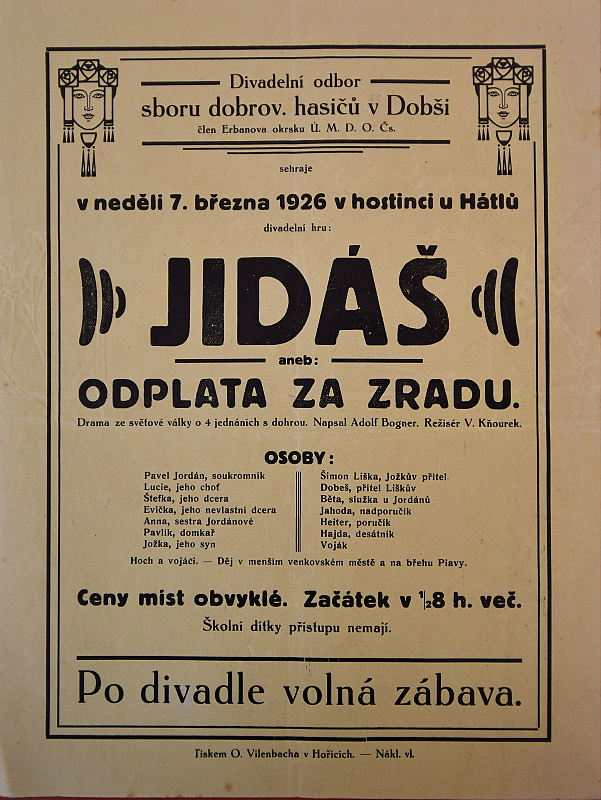 Divadelní odbor
sboru dobrov. hasičů v Dobši
člen Erbanova okrsku Ú. M. D. O. Čs.
sehraje
v neděli 7. března 1926 v hostinci u Hátlů
divadelní hru:
JIDÁŠ
aneb:
ODPLATA ZA ZRADU.
Drama ze světové války o 4 jednáních s dohrou. Napsal Adolf Bogner. Režisér V. Kňourek.
OSOBY:
Pavel Jordán, soukromník
Lucie, jeho choť
Štefka, jeho dcera
Evička, jeho nevlastní dcera
Anna, sestra Jordánové
Pavlík, domkař
Jožka, jeho syn
Šimon Liška, Jožkův přítel
Dobeš, přítel Liškův
Běta, služka u Jordánů
Jahoda, nadporučík
Heiter, poručík
Hajda, desátník
Voják
Hoch a vojáci. — Děj v menším venkovském městě a na břehu Piavy.
Ceny míst obvyklé. Začátek v 1/28 h. več.
Školní dítky přístupu nemají.
Po divadle volná zábava.
Tiskem O. Vilenbacha v Hořicích. — Nákl. vl.